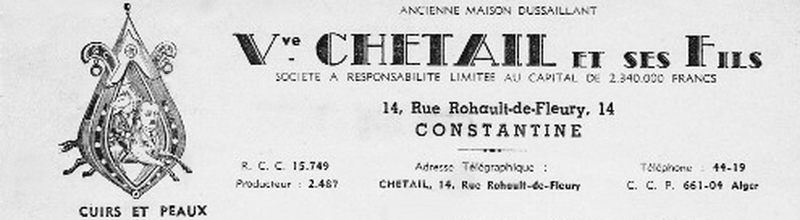 ANCIENNE MAISON DUSSAILLANT
Vve CHETAIL ET SES FILS
SOCIETE A RESPONSABILITE LIMITEE AU CAPITAL DE 2.340.000 FRANCS
14, Rue Rohault-de-Fleury, 14
CONSTANTINE
R. C. C. 15.749
Adresse Télégraphique :
Téléphone : 44-19
Producteur : 2.487
CHETAIL, 14, Rue Rohault-de-Fleury
C. C. P. 661-04 Alger
CUIRS ET PEAUX